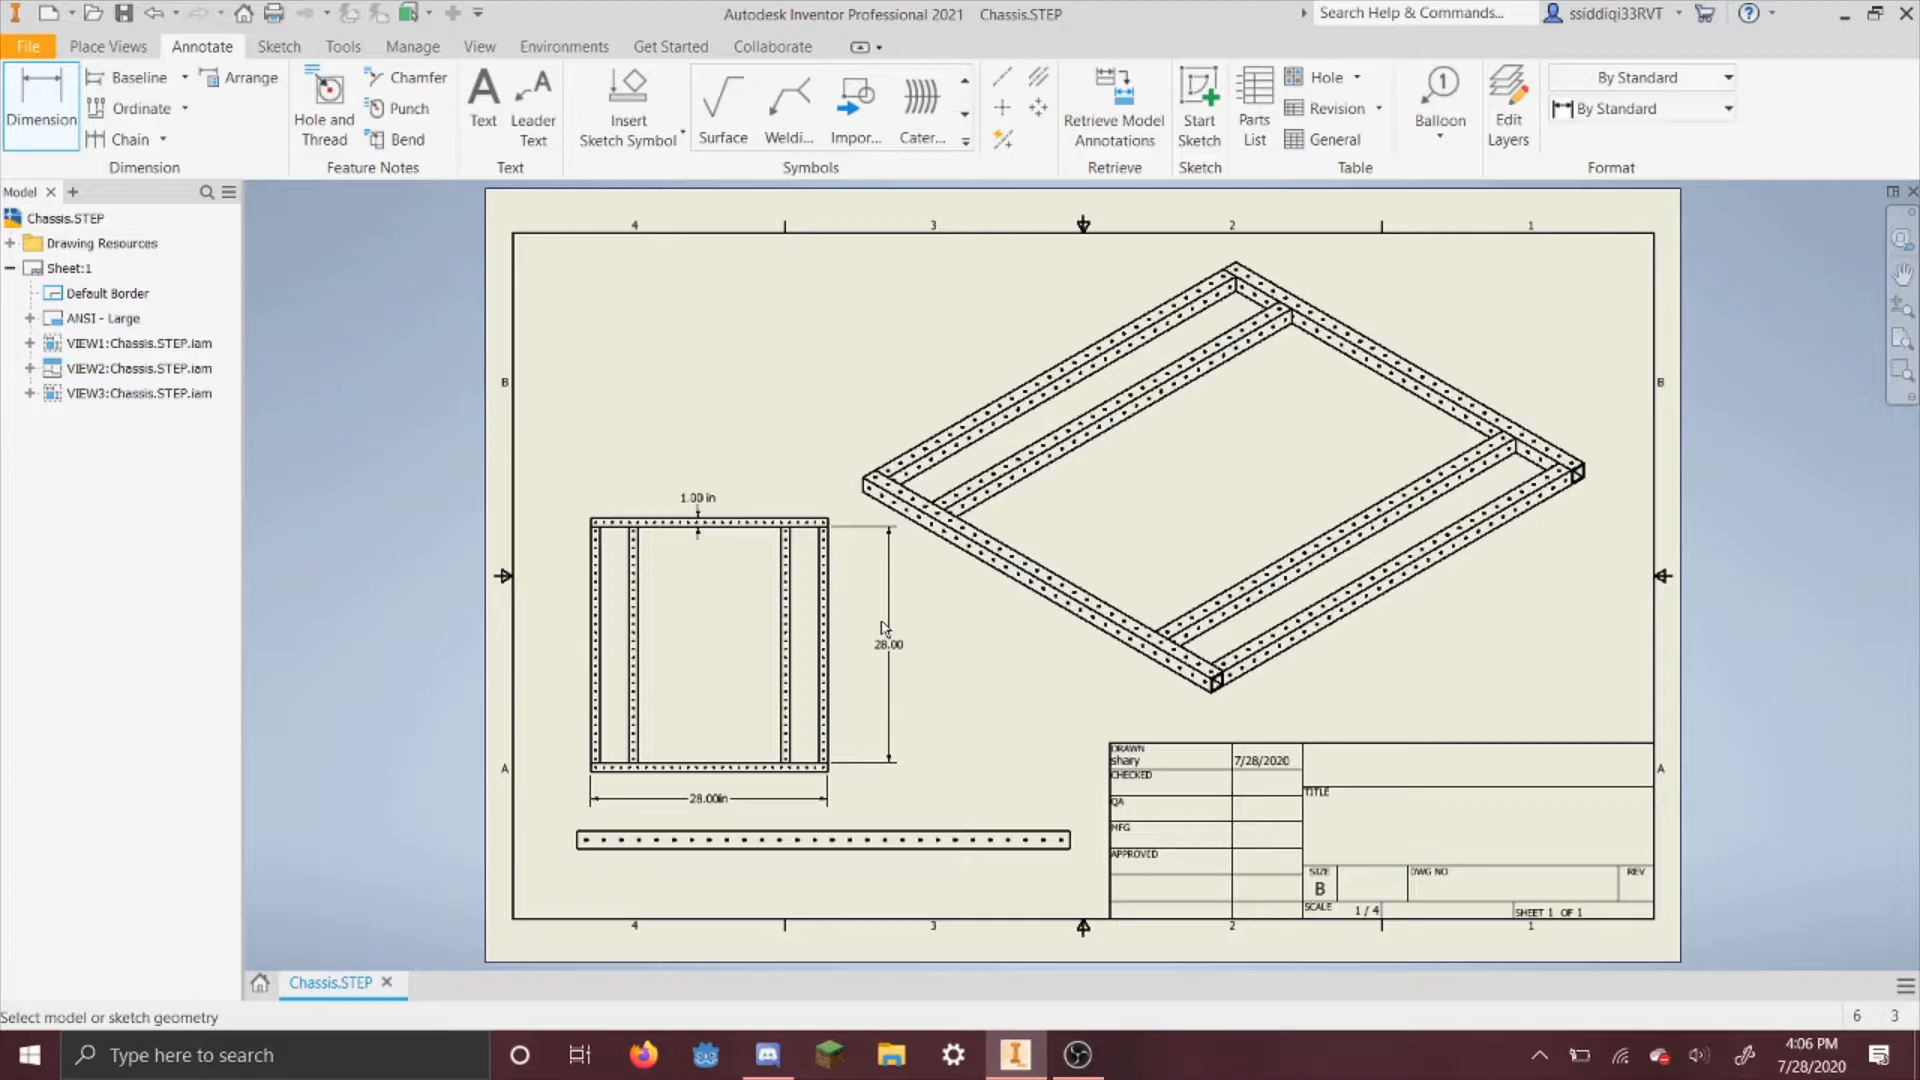 Autodesk Inventor Professional 2021 Chassis.STEP
Search Help & Commands...
ssiddiqi33RVT
File Place Views Annotate Sketch Tools Manage View Environments Get Started Collaborate
Dimension
Baseline
Ordinate
Chain
Arrange
Dimension
Hole and
Thread
Chamfer
Punch
Bend
Feature Notes
Text
Leader
Text
Text
Insert
Sketch Symbol
Surface
Weldi...
Impor...
Cater...
Symbols
Retrieve Model
Annotations
Retrieve
Start
Sketch
Sketch
Parts
List
Hole
Revision
General
Table
1
Balloon
Edit
Layers
By Standard
By Standard
Format
Model
Chassis.STEP
Drawing Resources
Sheet:1
Default Border
ANSI - Large
VIEW1:Chassis.STEP.iam
VIEW2:Chassis.STEP.iam
VIEW3:Chassis.STEP.iam
4 3 2 1
B B
A A
1.00 in
28.00
28.00in
DRAWN
shary
7/28/2020
CHECKED
QA
MFG
APPROVED
TITLE
SIZE
B
DWG NO
REV
SCALE
1 / 4
SHEET 1 OF 1
4 3 2 1
Chassis.STEP
Select model or sketch geometry
6 3
Type here to search
4:06 PM
7/28/2020